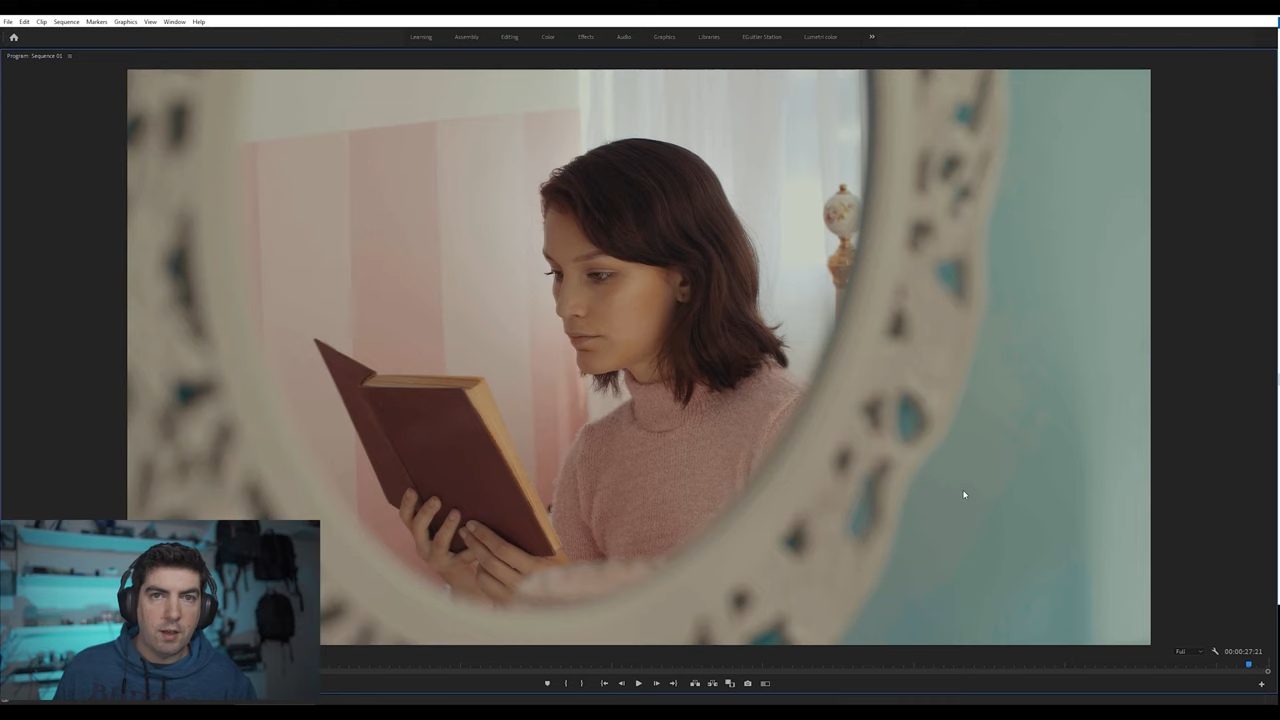 File Edit Clip Sequence Markers Graphics View Window Help
Learning Assembly Editing Color Effects Audio Graphics Libraries EGuitler Station Lumetri color
Program: Sequence 01
Full 00:00:27:21